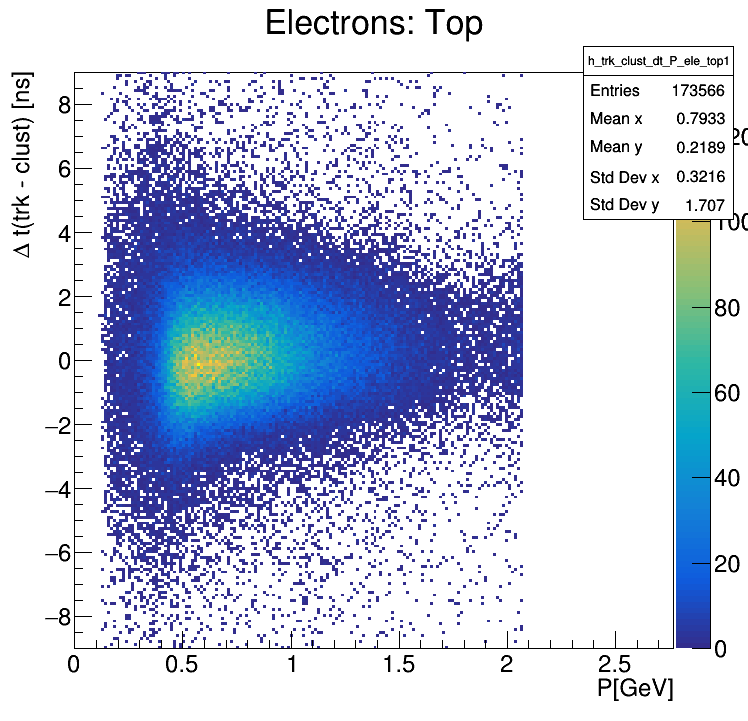 Electrons: Top
h_trk_clust_dt_P_ele_top1
Entries 173566
Mean x 0.7933
Mean y 0.2189
Std Dev x 0.3216
Std Dev y 1.707
Δ t(trk - clust) [ns]
8
6
4
2
0
−2
−4
−6
−8
0 0.5 1 1.5 2 2.5
P[GeV]
100
80
60
40
20
0